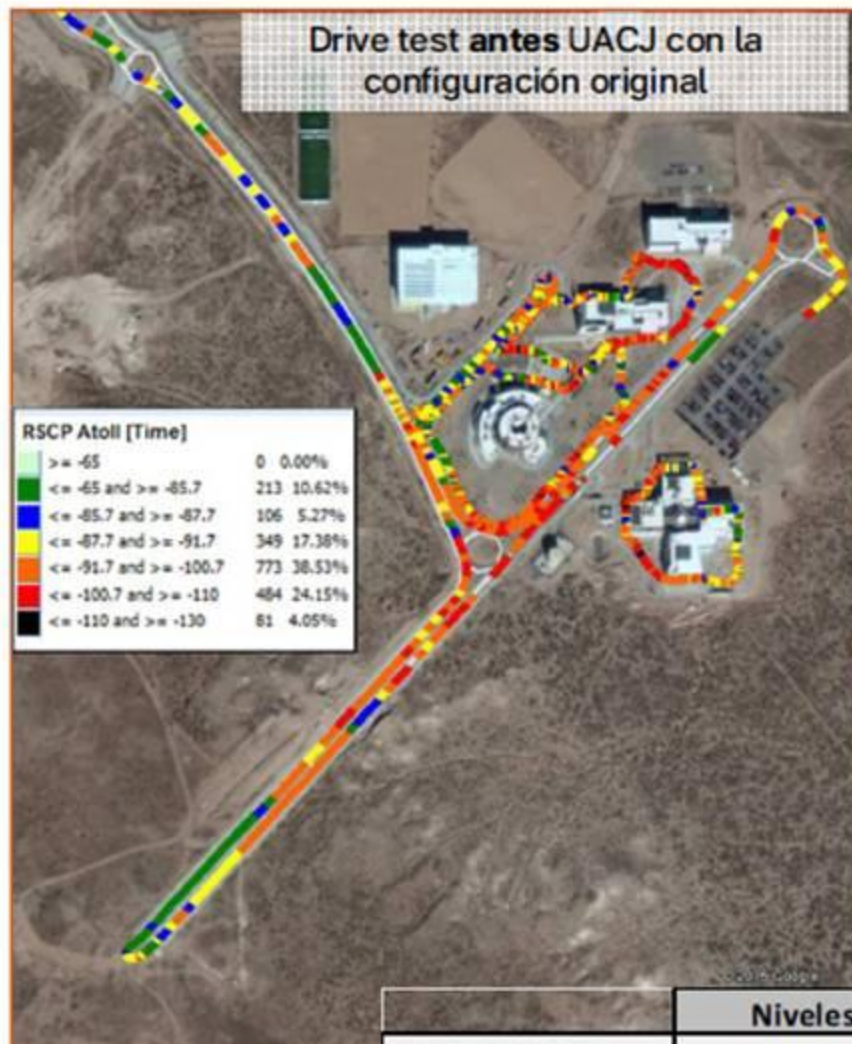 Drive test antes UACJ con la
configuración original
RSCP Atoll [Time]
>= -65 0 0.00%
<= -65 and >= -85.7 213 10.62%
<= -85.7 and >= -87.7 106 5.27%
<= -87.7 and >= -91.7 349 17.38%
<= -91.7 and >= -100.7 773 38.53%
<= -100.7 and >= -110 484 24.15%
<= -110 and >= -130 81 4.05%
© 2016 Google
Niveles